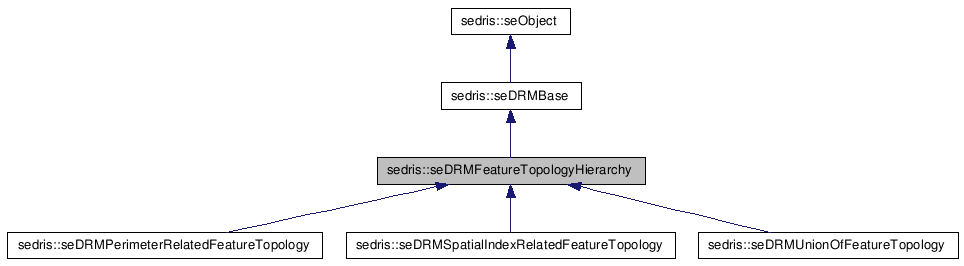 sedris::seObject
sedris::seDRMBase
sedris::seDRMFeatureTopologyHierarchy
sedris::seDRMPerimeterRelatedFeatureTopology
sedris::seDRMSpatialIndexRelatedFeatureTopology
sedris::seDRMUnionOfFeatureTopology